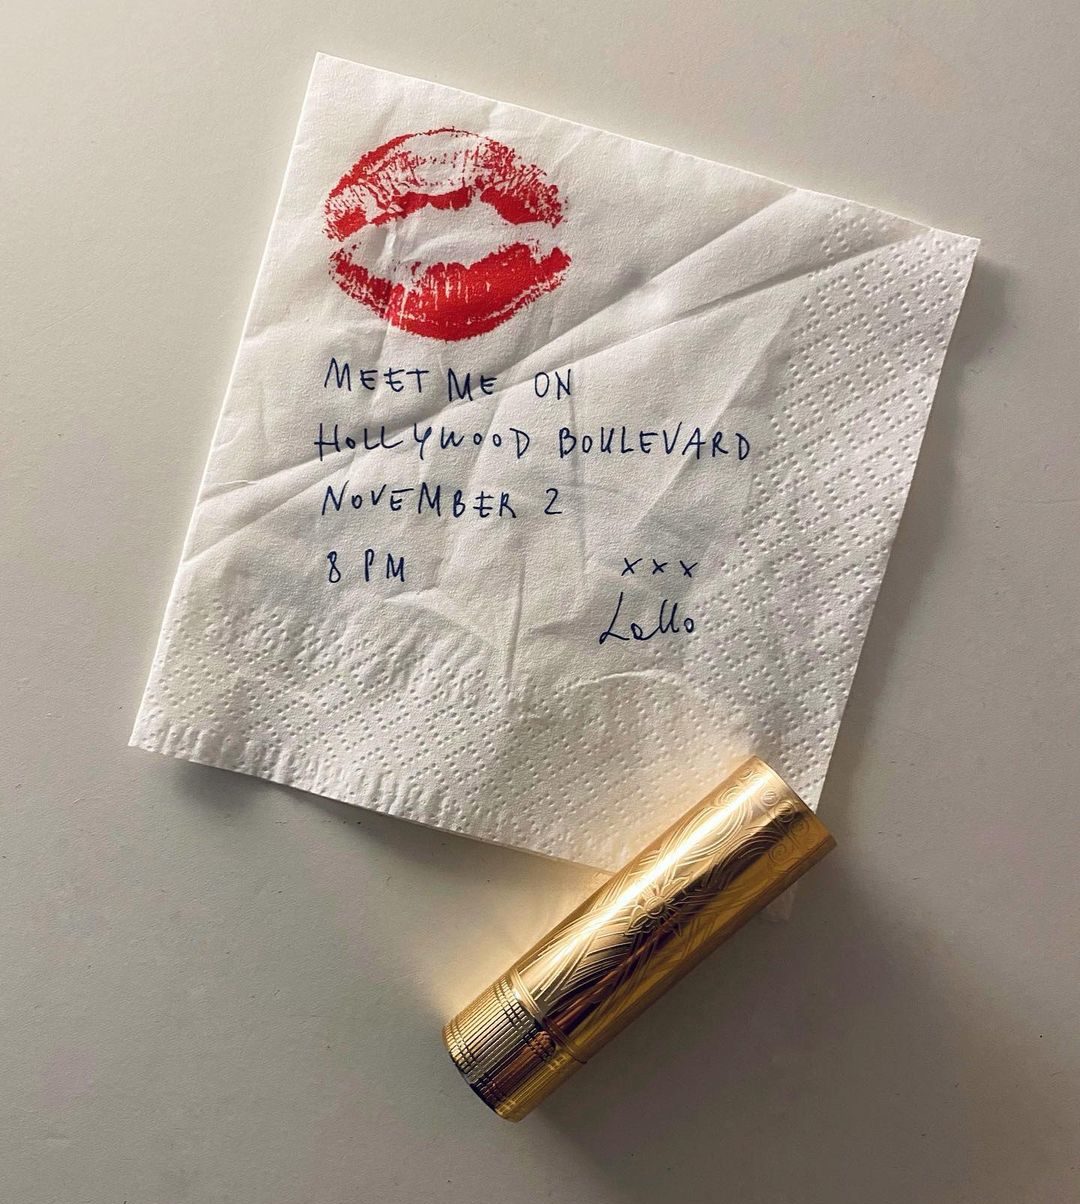 MEET ME ON
HOLLYWOOD BOULEVARD
NOVEMBER 2
8 PM
xxx
Lollo